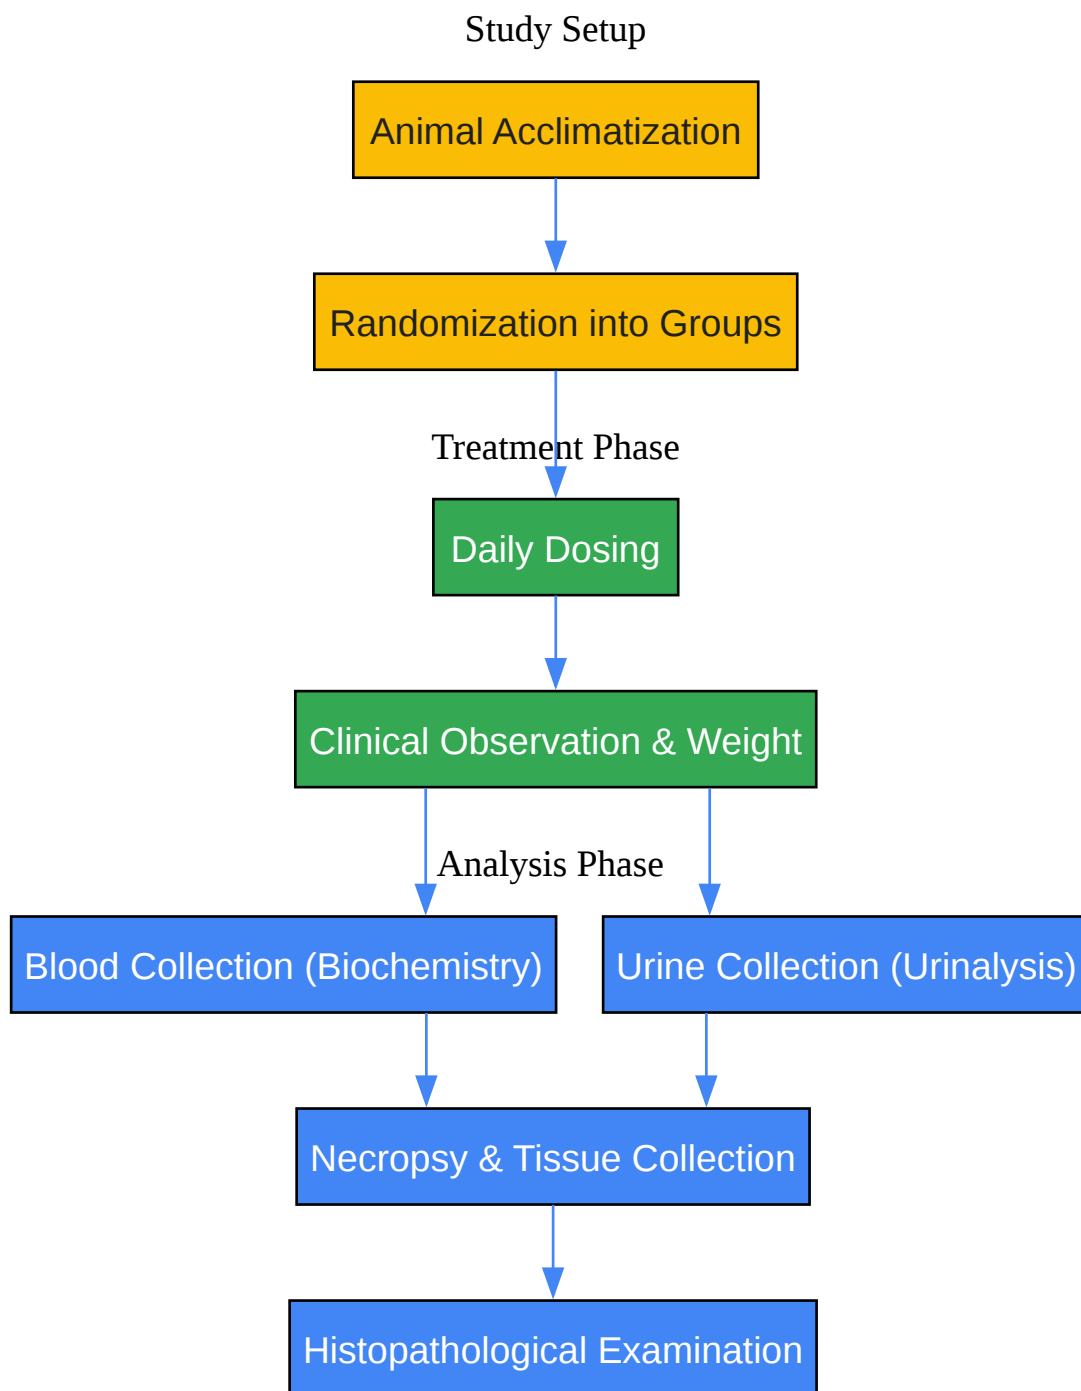 Study Setup
Animal Acclimatization
Randomization into Groups
Treatment Phase
Daily Dosing
Clinical Observation & Weight
Analysis Phase
Blood Collection (Biochemistry)
Urine Collection (Urinalysis)
Necropsy & Tissue Collection
Histopathological Examination